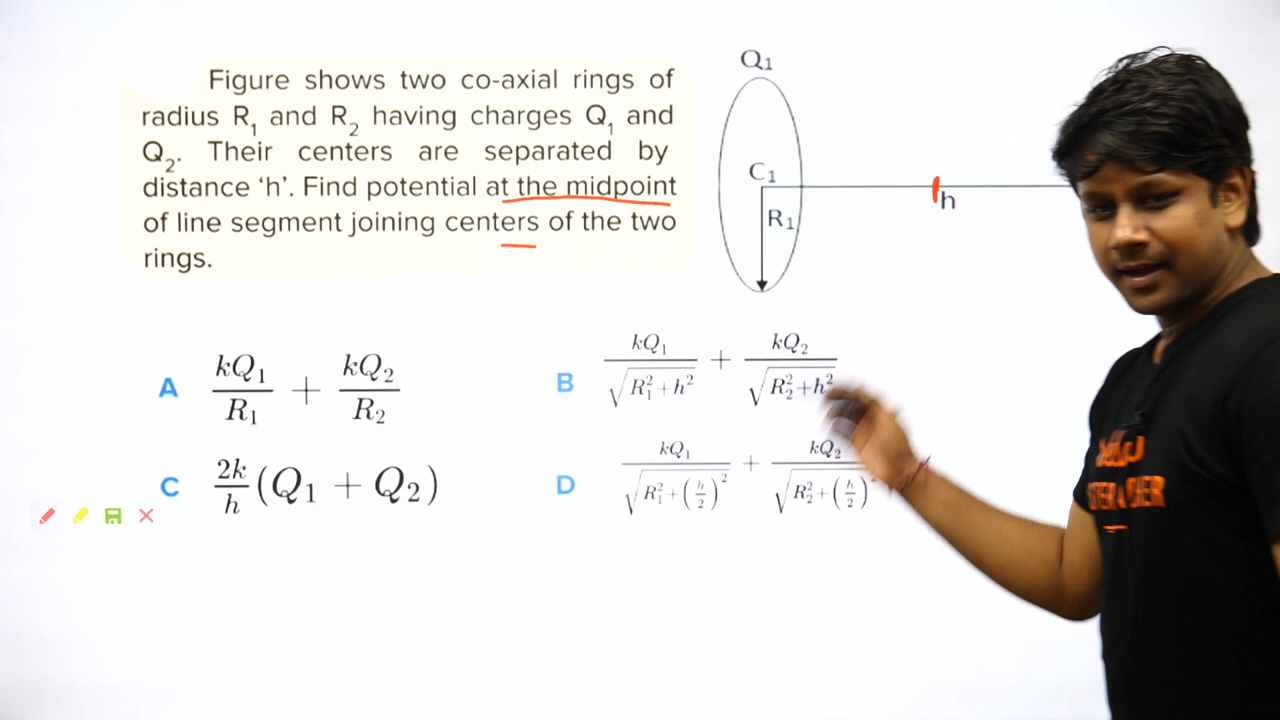 Figure shows two co-axial rings of
radius R₁ and R₂ having charges Q₁ and
Q₂. Their centers are separated by
distance ‘h’. Find potential at the midpoint
of line segment joining centers of the two
rings.
Q₁
C₁
R₁
h
A kQ₁/R₁ + kQ₂/R₂
B kQ₁/√(R₁²+h²) + kQ₂/√(R₂²+h²)
C 2k/h (Q₁ + Q₂)
D kQ₁/√(R₁²+(h/2)²) + kQ₂/√(R₂²+(h/2)²)